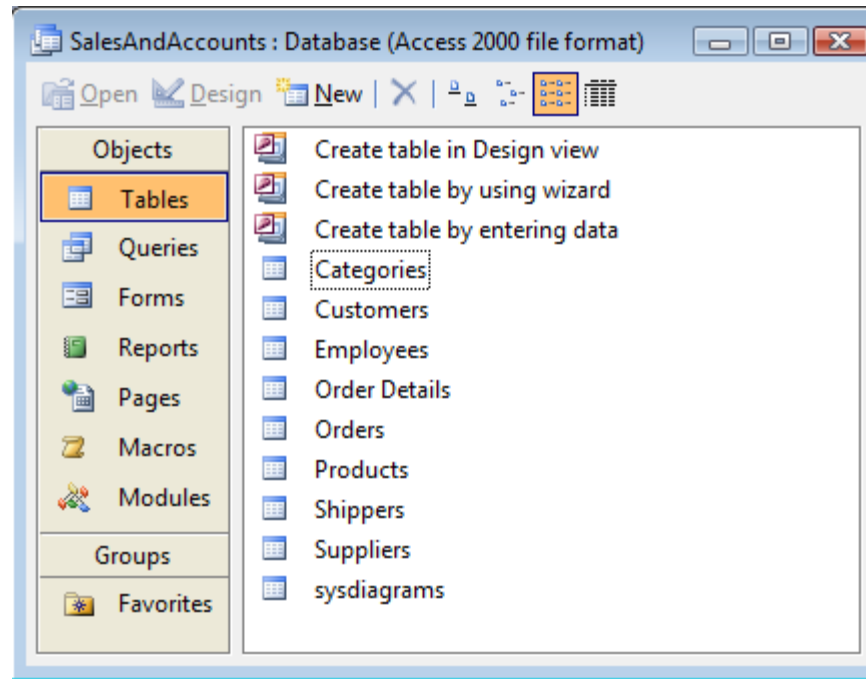 SalesAndAccounts : Database (Access 2000 file format)
Open Design New
Objects
Tables
Queries
Forms
Reports
Pages
Macros
Modules
Groups
Favorites
Create table in Design view
Create table by using wizard
Create table by entering data
Categories
Customers
Employees
Order Details
Orders
Products
Shippers
Suppliers
sysdiagrams